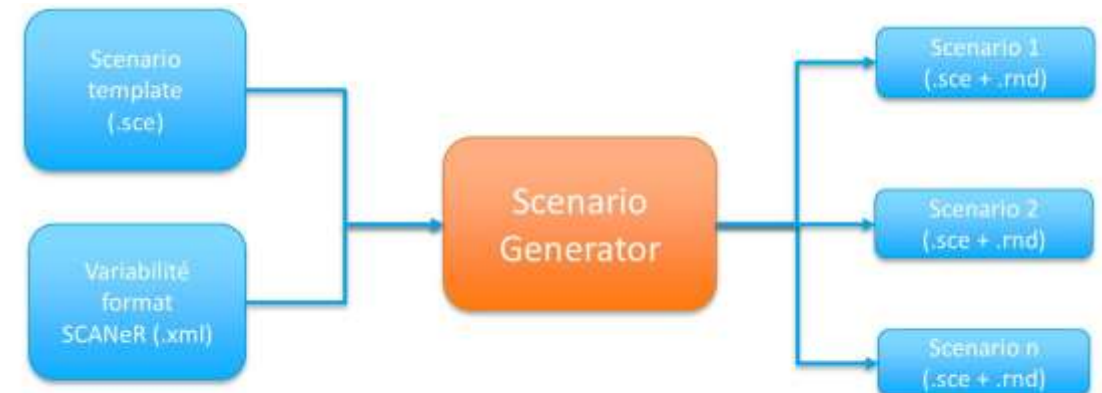 Scenario
template
(.sce)
Variabilité
format
SCANeR (.xml)
Scenario
Generator
Scenario 1
(.sce + .rnd)
Scenario 2
(.sce + .rnd)
Scenario n
(.sce + .rnd)